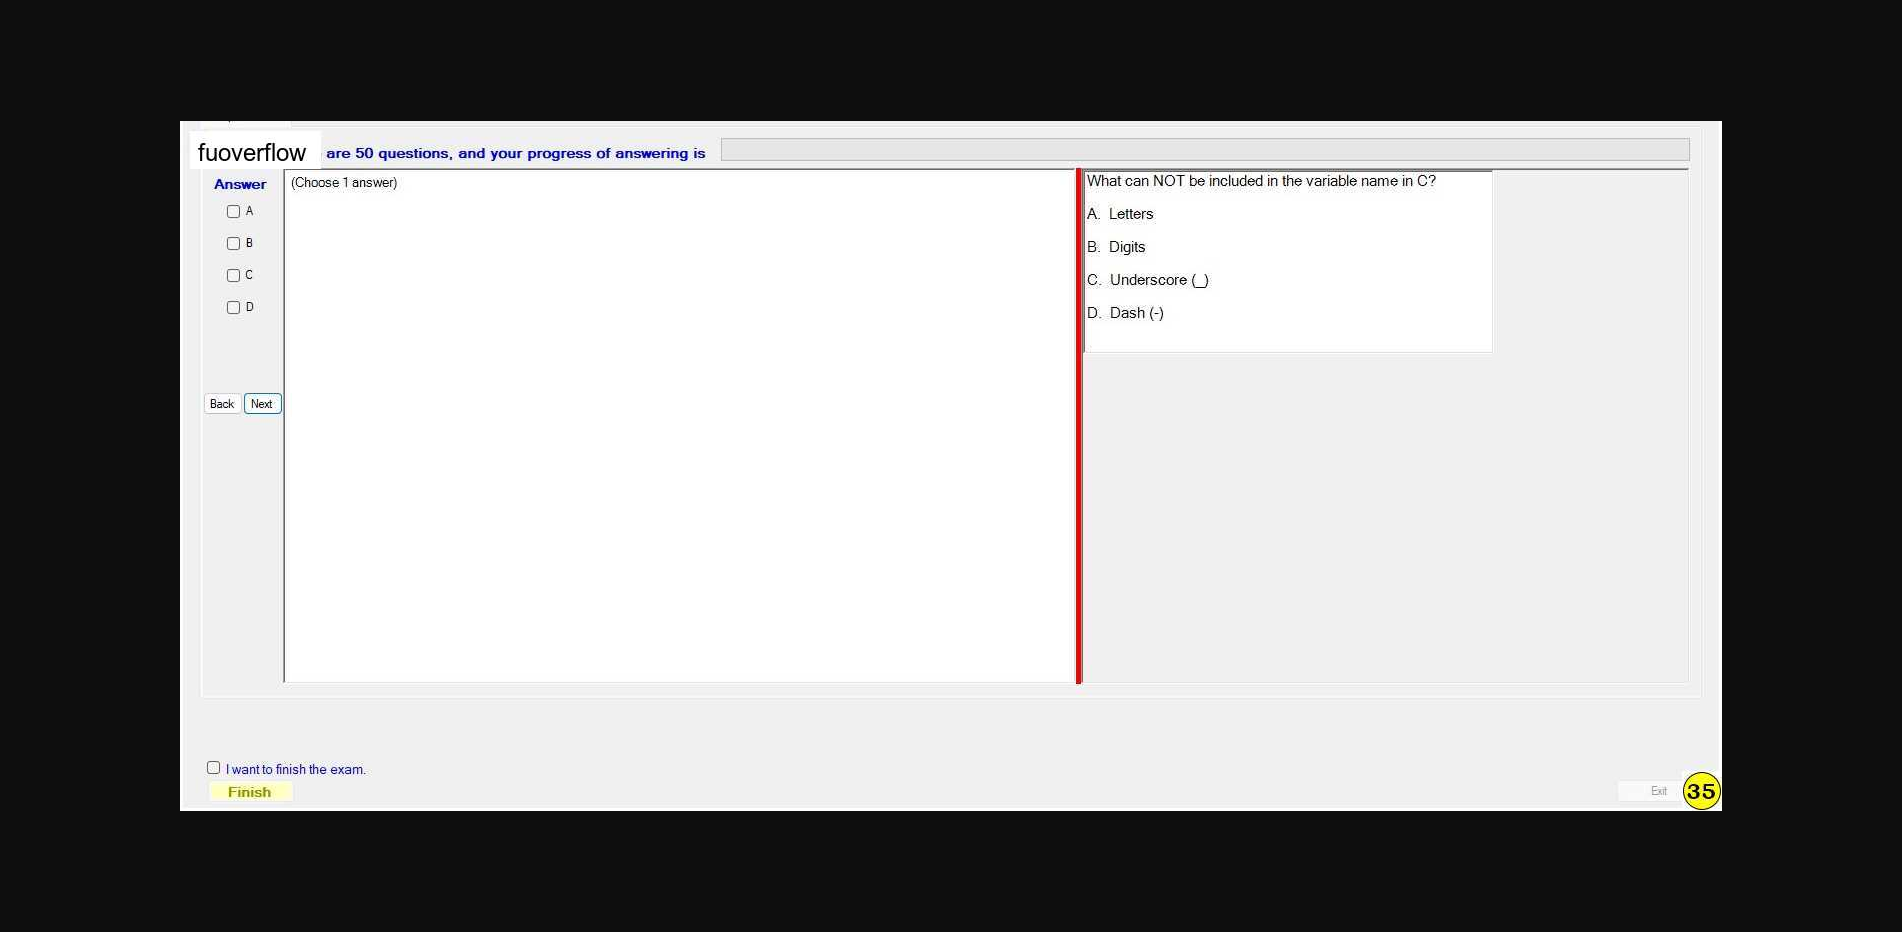 fuoverflow are 50 questions, and your progress of answering is
Answer
(Choose 1 answer)
A
B
C
D
Back Next
What can NOT be included in the variable name in C?
A. Letters
B. Digits
C. Underscore (_)
D. Dash (-)
I want to finish the exam.
Finish
Exit
35